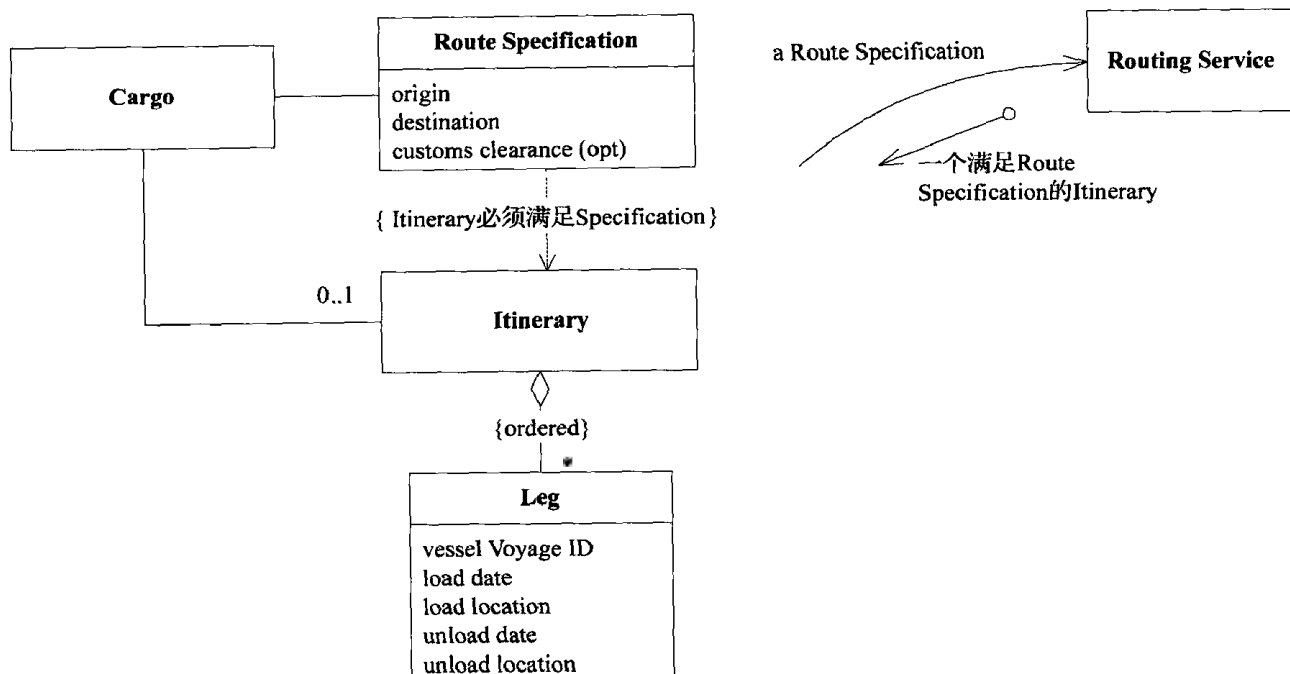 Cargo
Route Specification
origin
destination
customs clearance (opt)
a Route Specification
Routing Service
一个满足Route
Specification的Itinerary
{ Itinerary必须满足Specification}
0..1
Itinerary
{ordered}
*
Leg
vessel Voyage ID
load date
load location
unload date
unload location